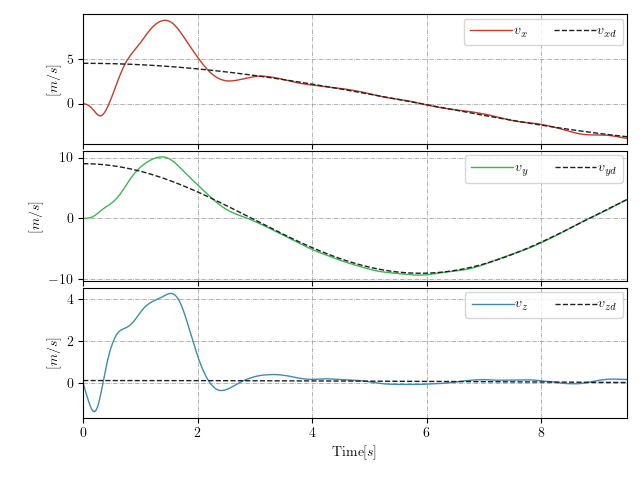 v_x v_xd
5
0
[m/s]
v_y v_yd
10
0
−10
[m/s]
v_z v_zd
4
2
0
[m/s]
0 2 4 6 8
Time[s]